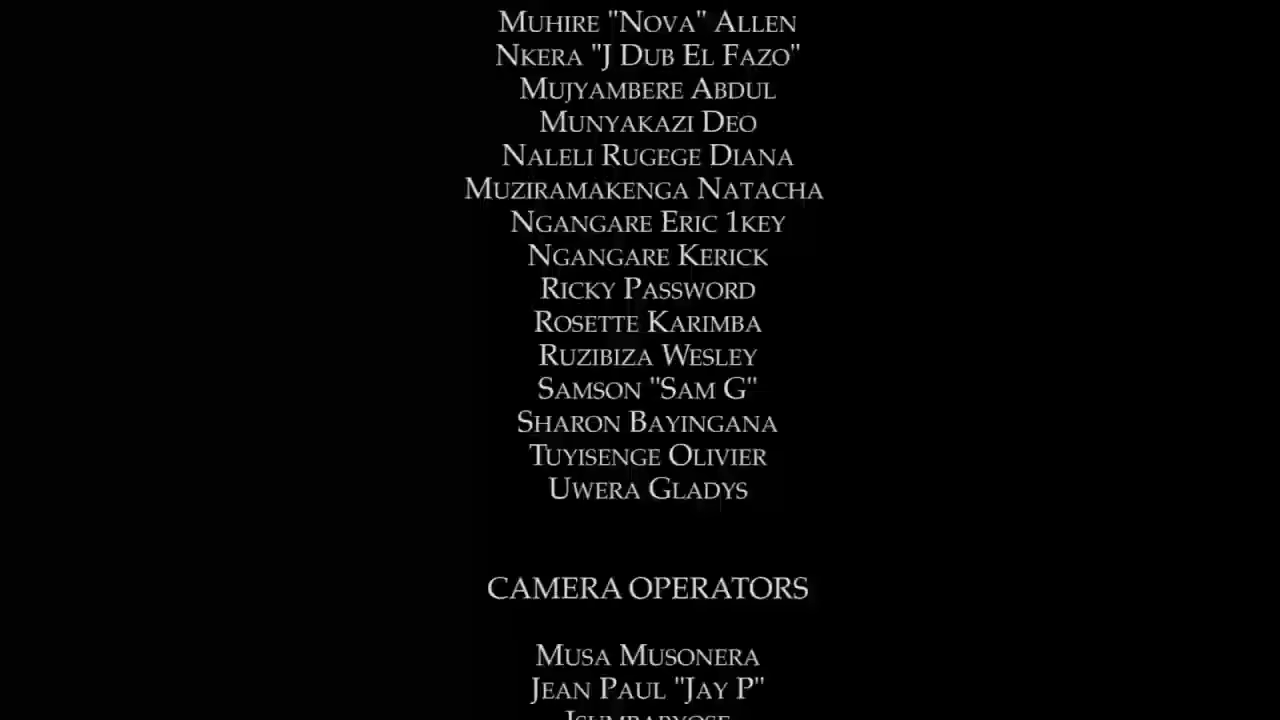 Muhire "Nova" Allen
Nkera "J Dub El Fazo"
Mujyambere Abdul
Munyakazi Deo
Naleli Rugege Diana
Muziramakenga Natacha
Ngangare Eric 1key
Ngangare Kerick
Ricky Password
Rosette Karimba
Ruzibiza Wesley
Samson "Sam G"
Sharon Bayingana
Tuyisenge Olivier
Uwera Gladys
CAMERA OPERATORS
Musa Musonera
Jean Paul "Jay P"